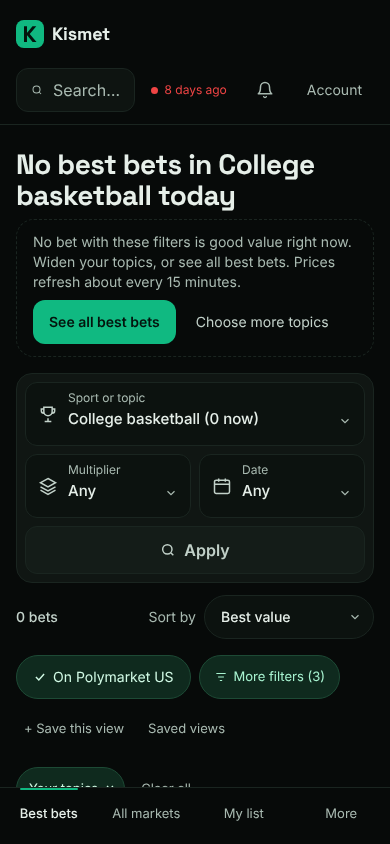 Kismet
Search...
8 days ago
Account
No best bets in College
basketball today
No bet with these filters is good value right now.
Widen your topics, or see all best bets. Prices
refresh about every 15 minutes.
See all best bets
Choose more topics
Sport or topic
College basketball (0 now)
Multiplier
Any
Date
Any
Apply
0 bets
Sort by
Best value
On Polymarket US
More filters (3)
+ Save this view
Saved views
Your topics
Clear all
Best bets
All markets
My list
More